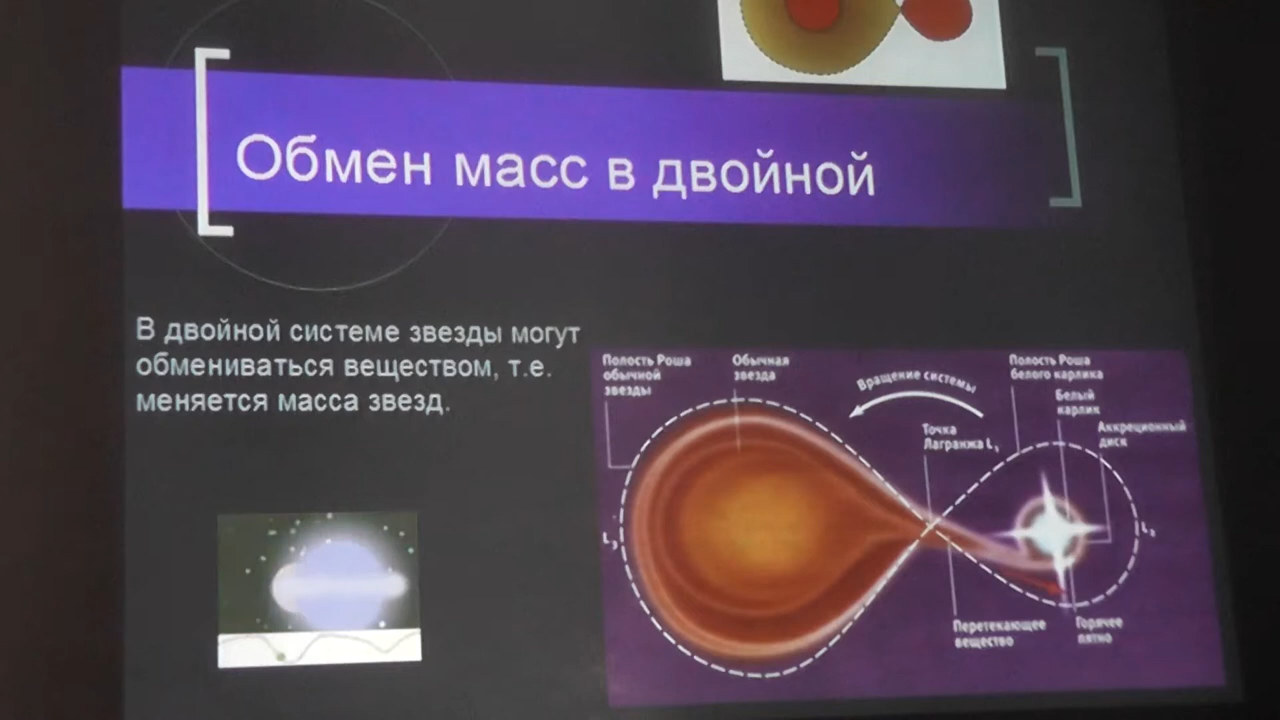 Обмен масс в двойной
В двойной системе звезды могут
обмениваться веществом, т.е.
меняется масса звезд.
Полость Роша
обычной
звезды
Обычная
звезда
Вращение системы
Полость Роша
белого карлика
Белый
карлик
Аккреционный
диск
Точка
Лагранжа L₁
L₃
L₂
Перетекающее
вещество
Горячее
пятно